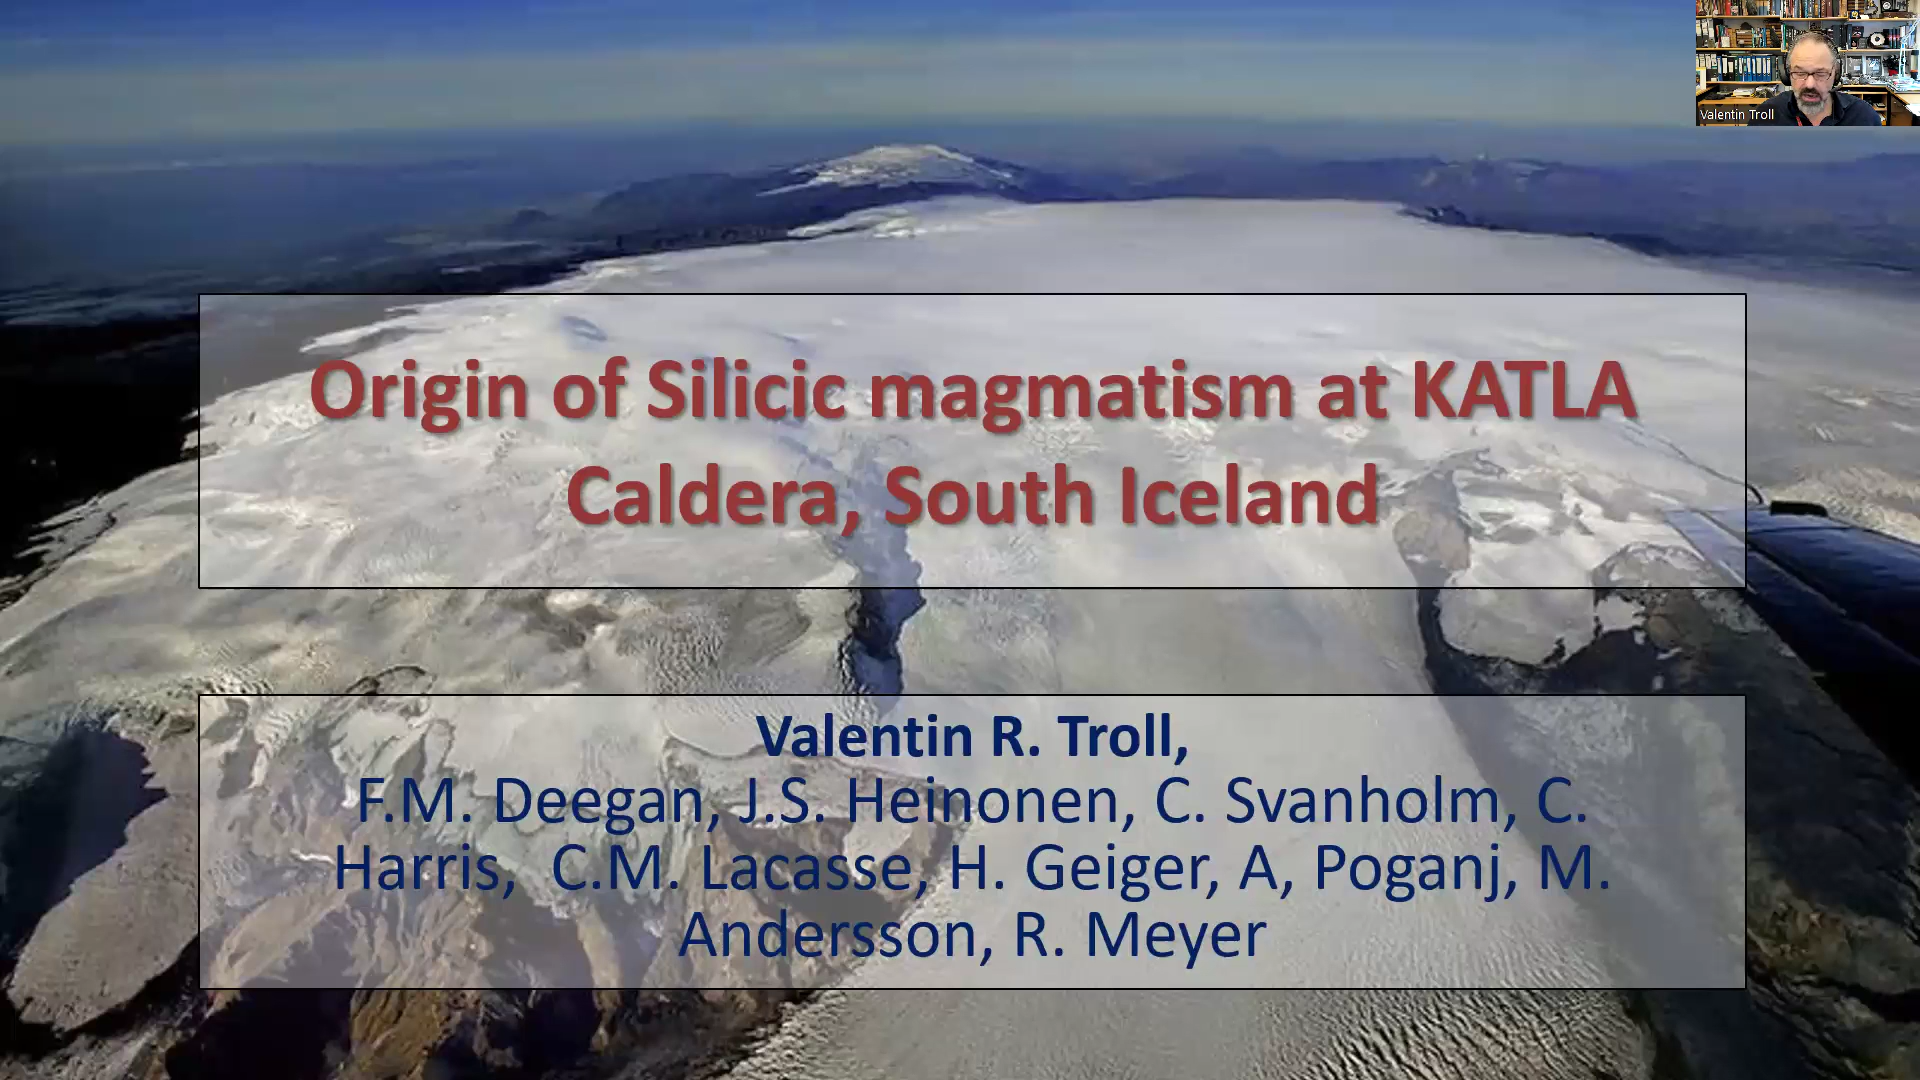 Valentin Troll
Origin of Silicic magmatism at KATLA
Caldera, South Iceland
Valentin R. Troll,
F.M. Deegan, J.S. Heinonen, C. Svanholm, C.
Harris,  C.M. Lacasse, H. Geiger, A, Poganj, M.
Andersson, R. Meyer